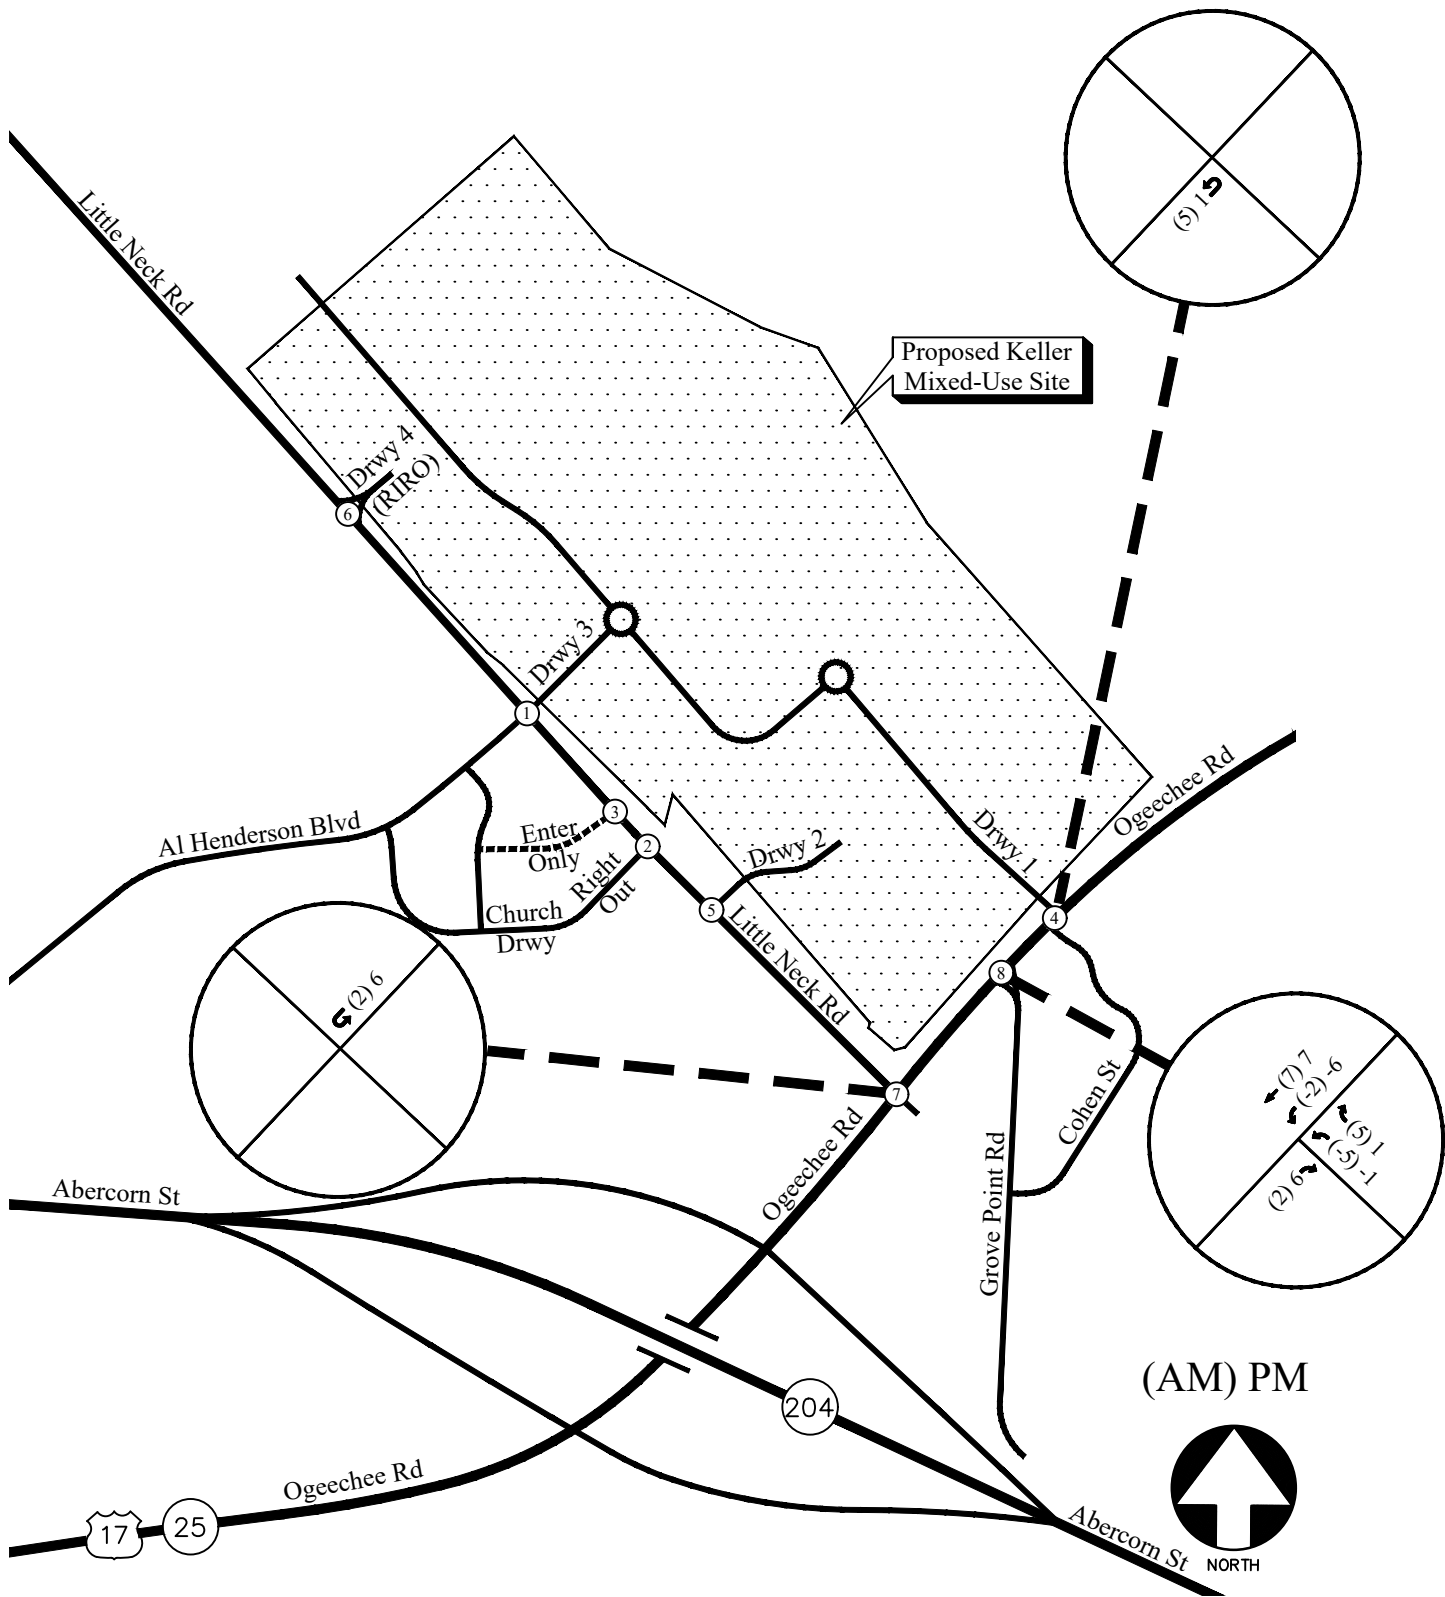 (5) 1
Little Neck Rd
Proposed Keller
Mixed-Use Site
Drwy 4
(RIRO)
6
Drwy 3
1
Ogeechee Rd
3
Enter
Only
2
Al Henderson Blvd
Drwy 2
Drwy 1
Right
Out
Church
Drwy
5
4
Little Neck Rd
8
(2) 6
7
Cohen St
(7) 7
(-2) -6
(5) 1
(-5) -1
(2) 6
Ogeechee Rd
Grove Point Rd
Abercorn St
(AM) PM
204
Ogeechee Rd
17
25
Abercorn St
NORTH